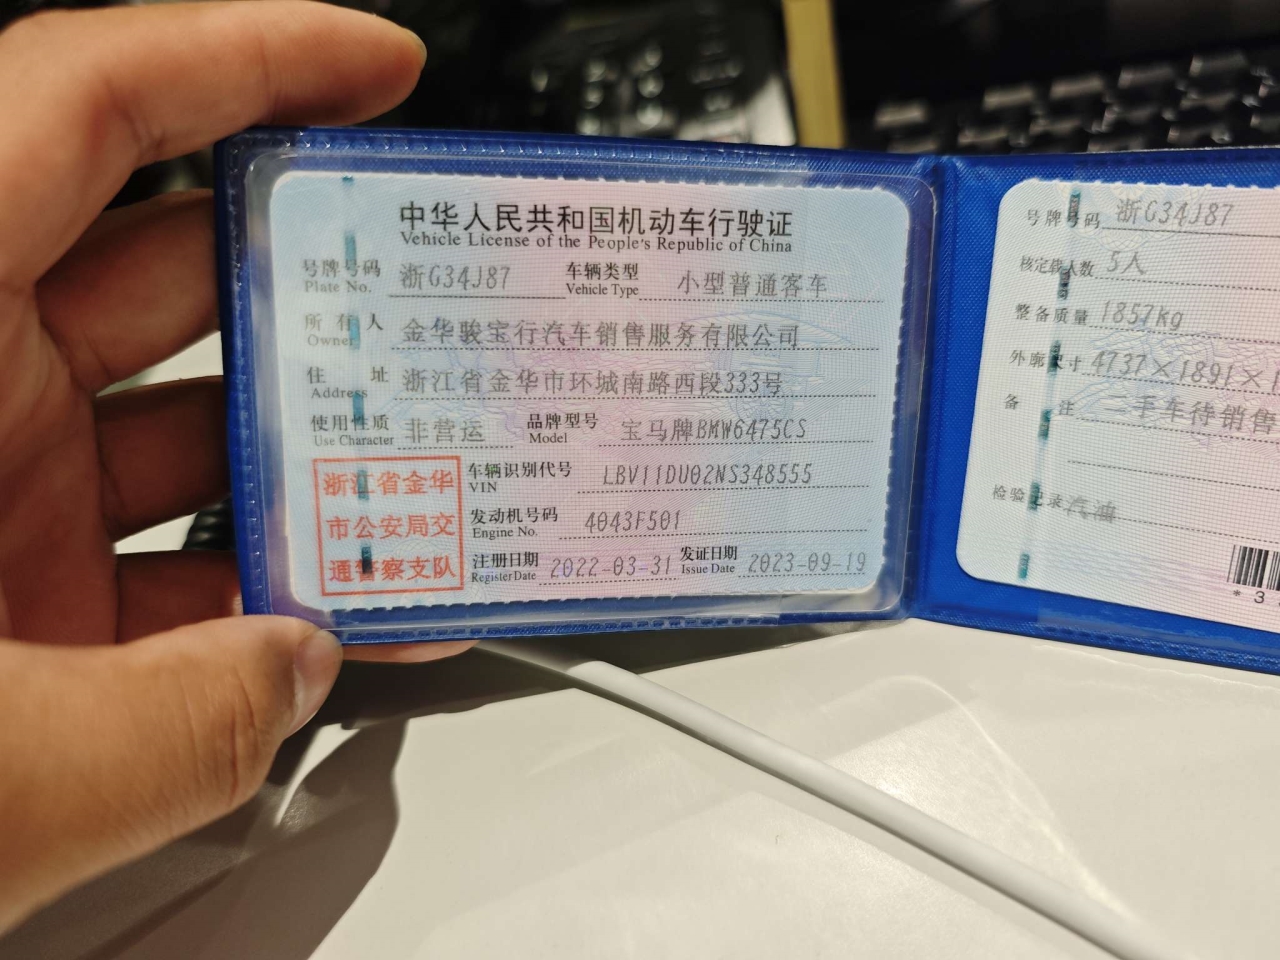 中华人民共和国机动车行驶证
Vehicle License of the People's Republic of China
号牌号码 浙G34J87 车辆类型 小型普通客车
Plate No. Vehicle Type
所有人 金华骏宝行汽车销售服务有限公司
Owner
住址 浙江省金华市环城南路西段333号
Address
使用性质 非营运 品牌型号 宝马牌BMW6475CS
Use Character Model
浙江省金华
市公安局交
通警察支队
车辆识别代号 LBV11DU02NS348555
VIN
发动机号码 4043F501
Engine No.
注册日期 2022-03-31 发证日期 2023-09-19
Register Date Issue Date
号牌号码 浙G34J87
核定载人数 5人
整备质量 1857kg
外廓尺寸 4737×1891×1
备注 二手车待销售
检验记录 汽油
*3